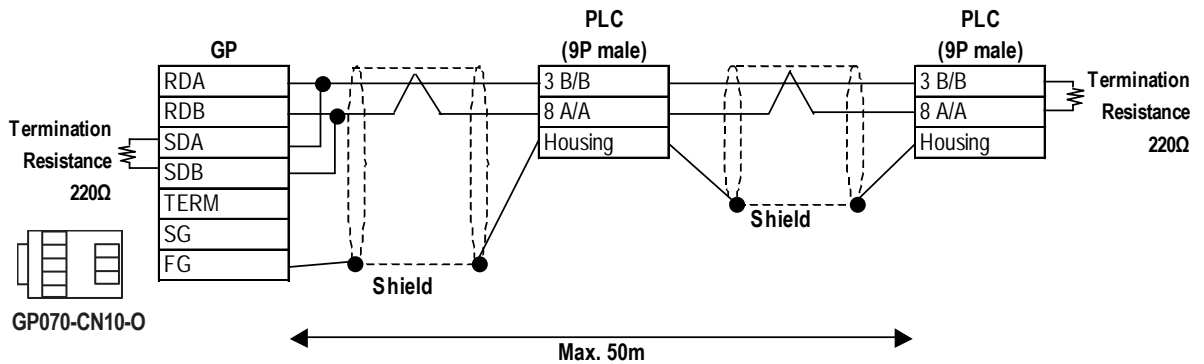 PLC
(9P male)
PLC
(9P male)
GP
RDA
RDB
SDA
SDB
TERM
SG
FG
3 B/B
8 A/A
Housing
3 B/B
8 A/A
Housing
Termination
Resistance
220Ω
Termination
Resistance
220Ω
Shield
Shield
GP070-CN10-O
Max. 50m